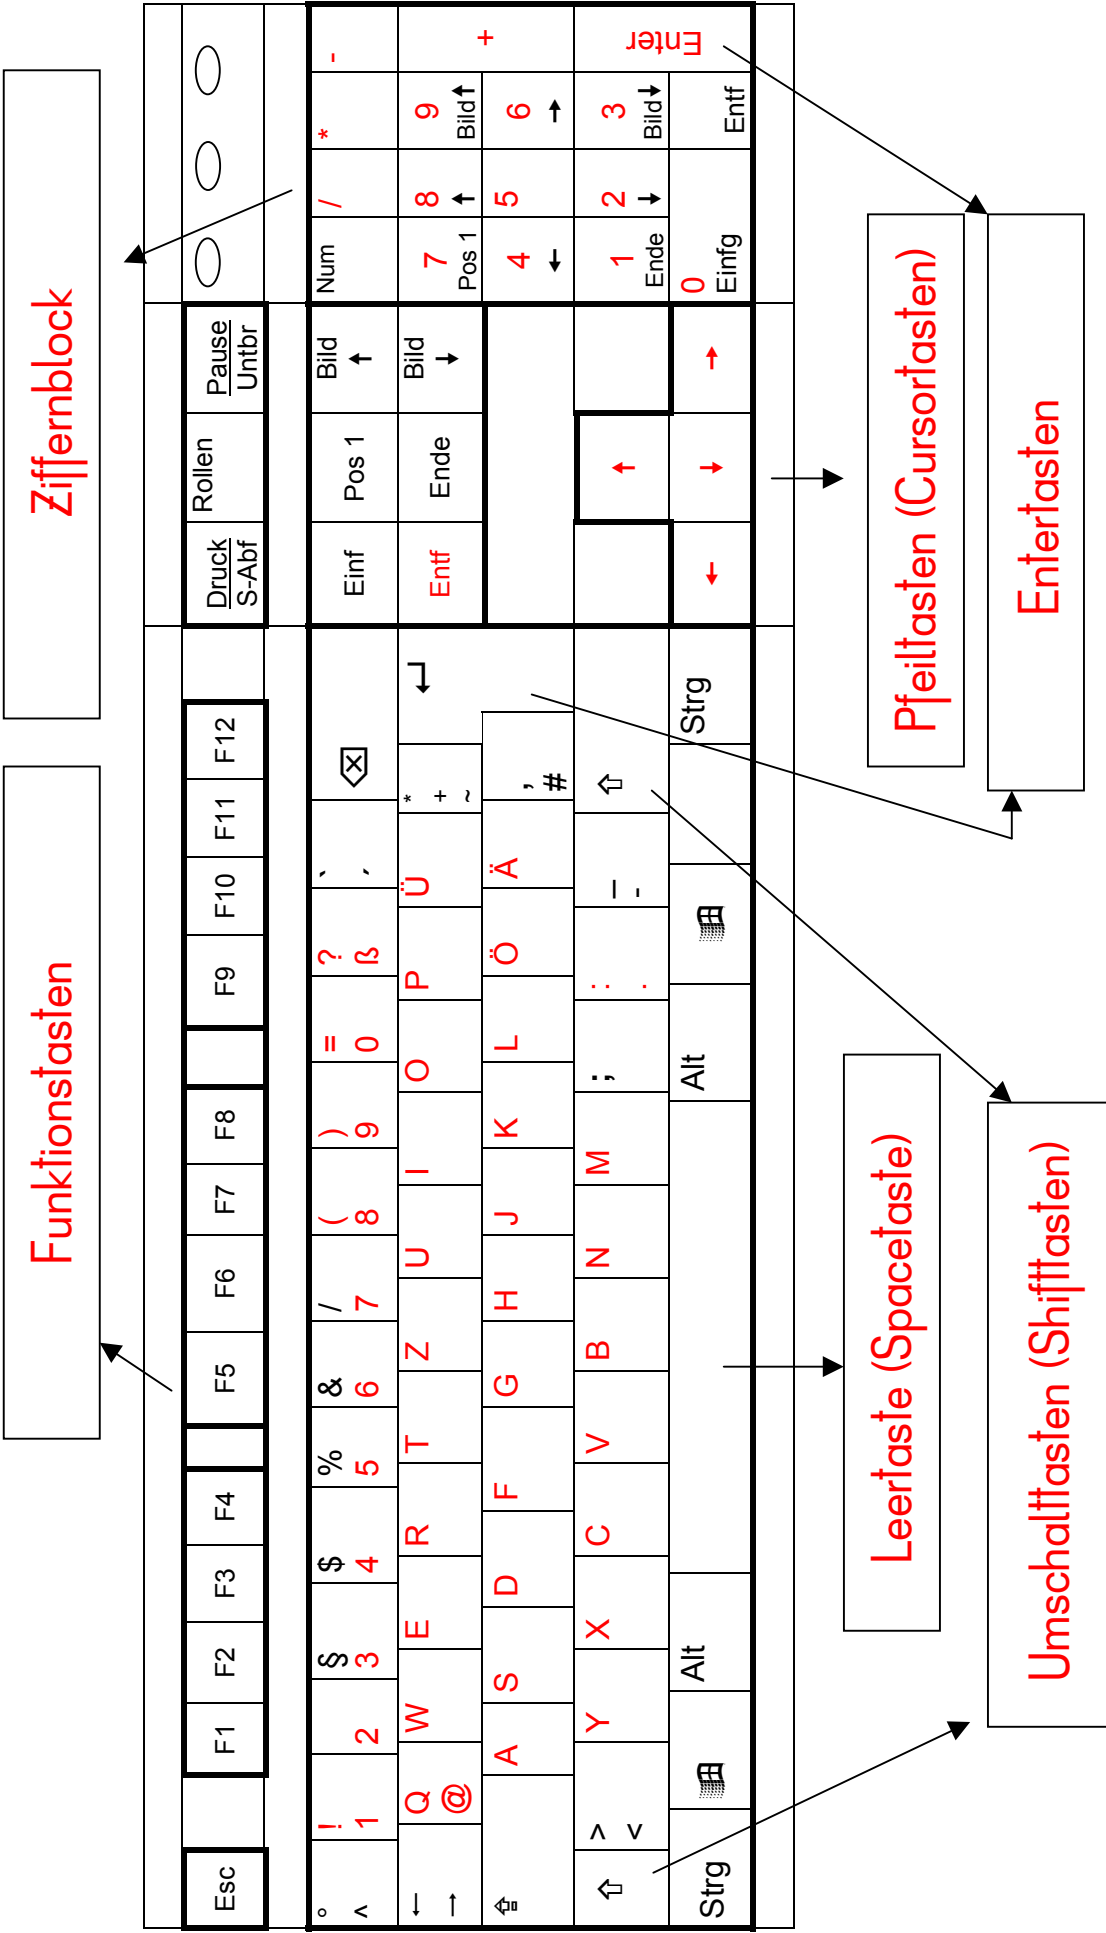 Funktionstasten
Ziffernblock
Esc F1 F2 F3 F4 F5 F6 F7 F8 F9 F10 F11 F12 Druck Rollen Pause
S-Abf Untbr
° ! § $ % & / ( ) = ? `
^ 1 2 3 4 5 6 7 8 9 0 ß ´ ⌫ Einf Pos 1 Bild ↑ Num / * -
← Q W E R T Z U I O P Ü * ↵ Entf Ende Bild ↓ 7 8 9 +
→ @ + ~ Pos 1 ↑ Bild ↑
A S D F G H J K L Ö Ä ' 4 5 6
# ← →
⇧ > Y X C V B N M ; : _ ⇧ ↑ 1 2 3 Enter
< , . - Ende ↓ Bild ↓
Strg Alt Alt Strg ← ↓ → 0 Entf
Einfg
Leertaste (Spacetaste)
Pfeiltasten (Cursortasten)
Umschalttasten (Shifttasten)
Entertasten